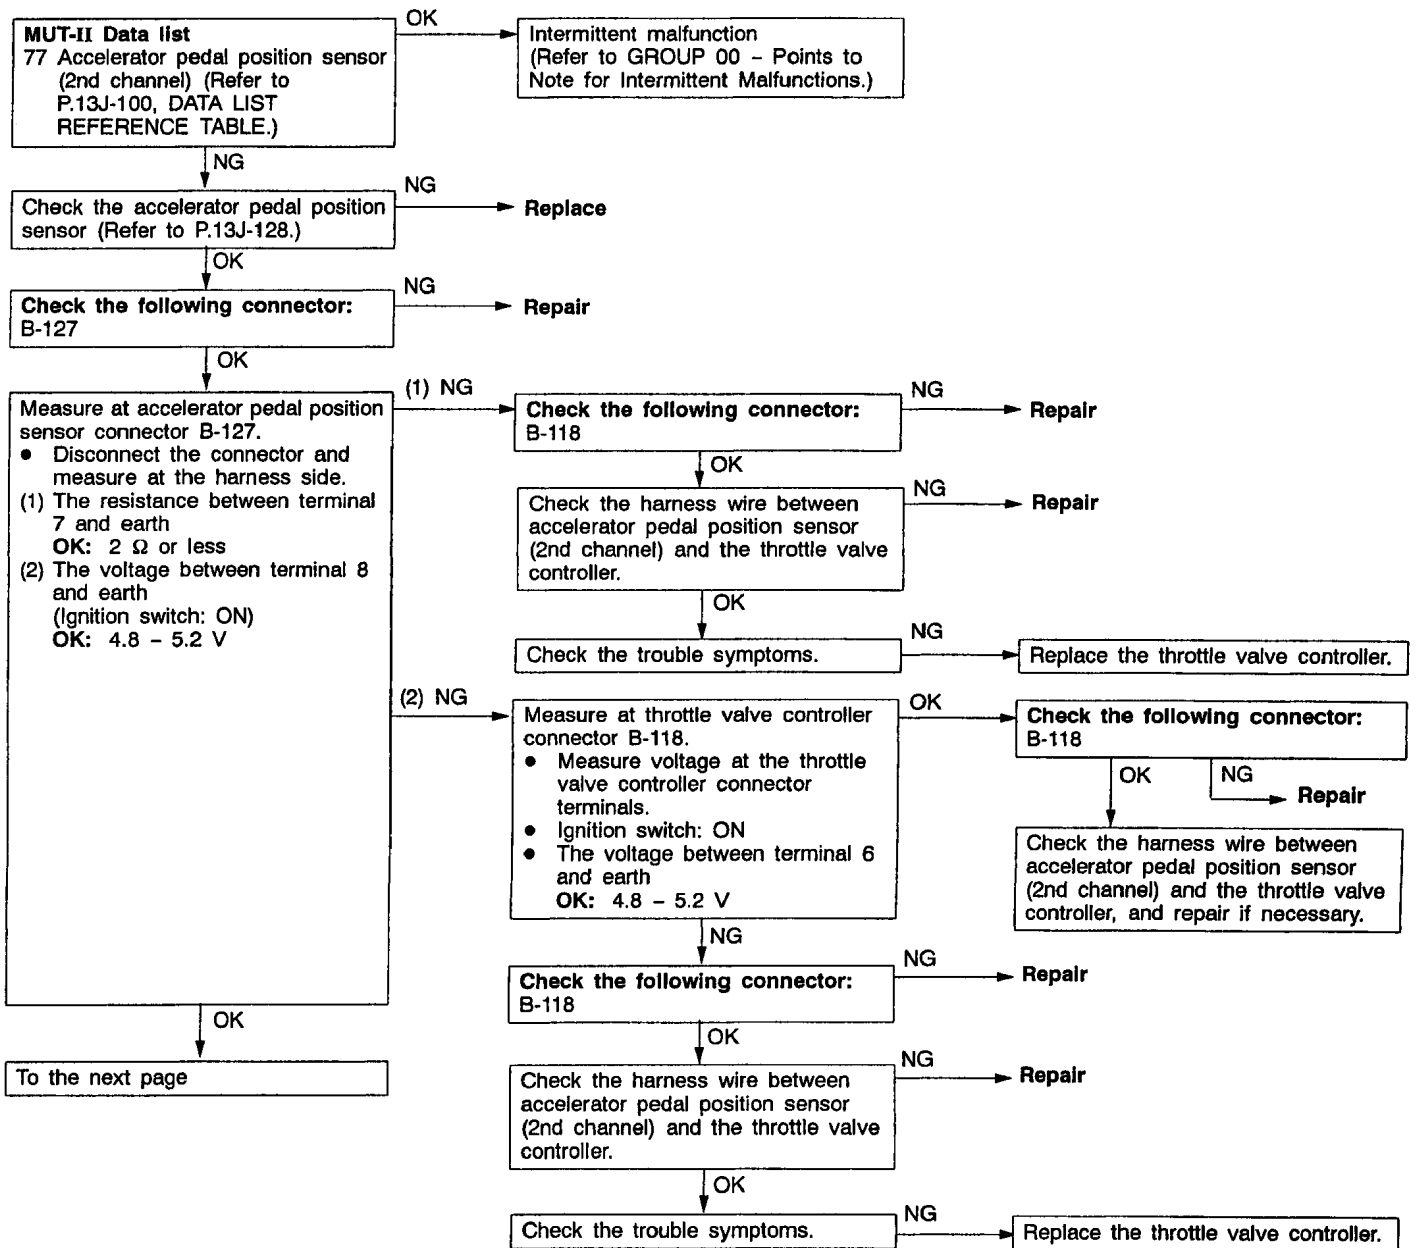 MUT-II Data list
77 Accelerator pedal position sensor
(2nd channel) (Refer to
P.13J-100, DATA LIST
REFERENCE TABLE.)
OK
Intermittent malfunction
(Refer to GROUP 00 – Points to
Note for Intermittent Malfunctions.)
NG
Check the accelerator pedal position
sensor (Refer to P.13J-128.)
NG
Replace
OK
Check the following connector:
B-127
NG
Repair
OK
Measure at accelerator pedal position
sensor connector B-127.
● Disconnect the connector and
measure at the harness side.
(1) The resistance between terminal
7 and earth
OK: 2 Ω or less
(2) The voltage between terminal 8
and earth
(Ignition switch: ON)
OK: 4.8 – 5.2 V
(1) NG
Check the following connector:
B-118
NG
Repair
OK
Check the harness wire between
accelerator pedal position sensor
(2nd channel) and the throttle valve
controller.
NG
Repair
OK
Check the trouble symptoms.
NG
Replace the throttle valve controller.
(2) NG
Measure at throttle valve controller
connector B-118.
● Measure voltage at the throttle
valve controller connector
terminals.
● Ignition switch: ON
● The voltage between terminal 6
and earth
OK: 4.8 – 5.2 V
OK
Check the following connector:
B-118
OK
NG
Repair
Check the harness wire between
accelerator pedal position sensor
(2nd channel) and the throttle valve
controller, and repair if necessary.
NG
Check the following connector:
B-118
NG
Repair
OK
Check the harness wire between
accelerator pedal position sensor
(2nd channel) and the throttle valve
controller.
NG
Repair
OK
Check the trouble symptoms.
NG
Replace the throttle valve controller.
OK
To the next page